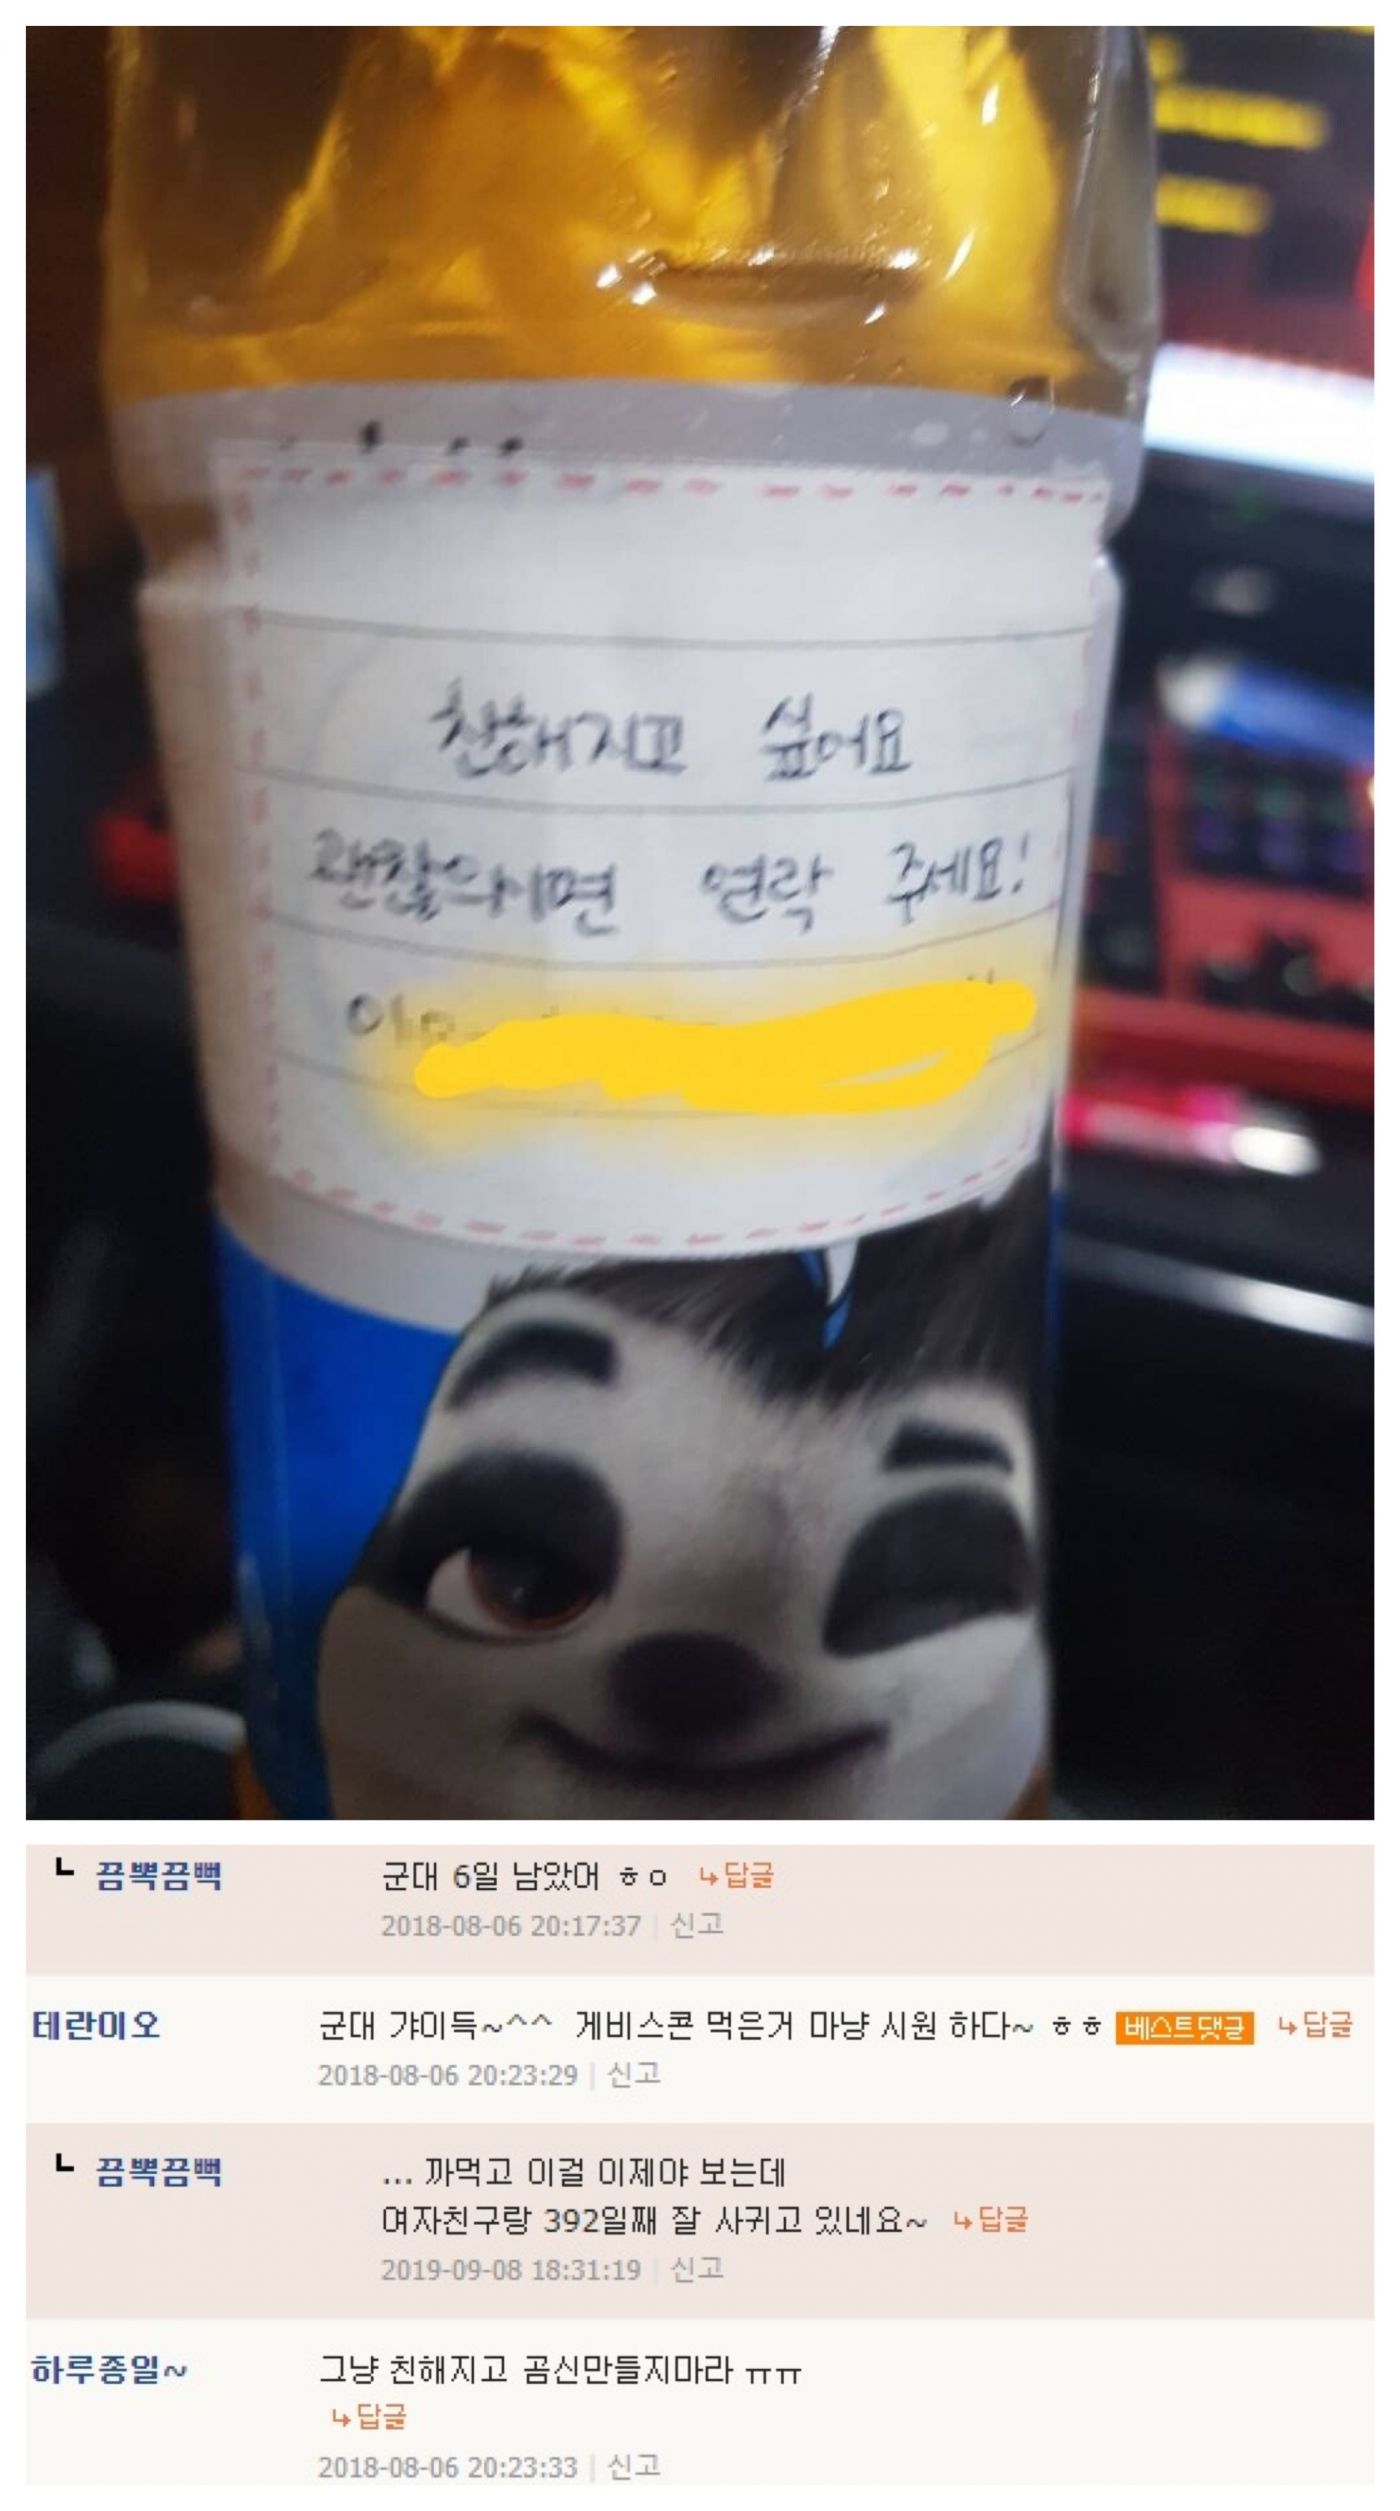 친해지고 싶어요
괜찮으시면 연락 주세요!
┗ 끔뻑끔뻑 군대 6일 남았어 ㅎㅇ ↳답글
2018-08-06 20:17:37 | 신고
테란이오 군대 갸이득~^^ 게비스콘 먹은거 마냥 시원 하다~ ㅎㅎ 베스트댓글 ↳답글
2018-08-06 20:23:29 | 신고
┗ 끔뻑끔뻑 ... 까먹고 이걸 이제야 보는데
여자친구랑 392일째 잘 사귀고 있네요~ ↳답글
2019-09-08 18:31:19 | 신고
하루종일~ 그냥 친해지고 곰신만들지마라 ㅠㅠ
↳답글
2018-08-06 20:23:33 | 신고